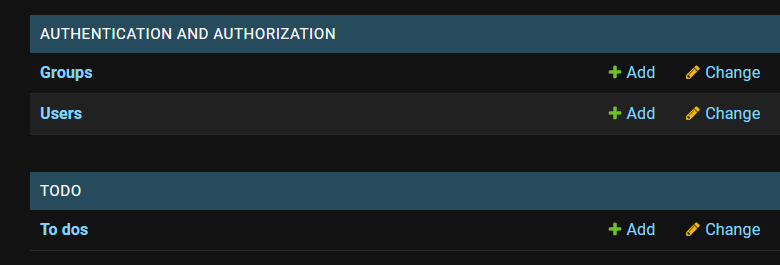 AUTHENTICATION AND AUTHORIZATION
Groups Add Change
Users Add Change
TODO
To dos Add Change